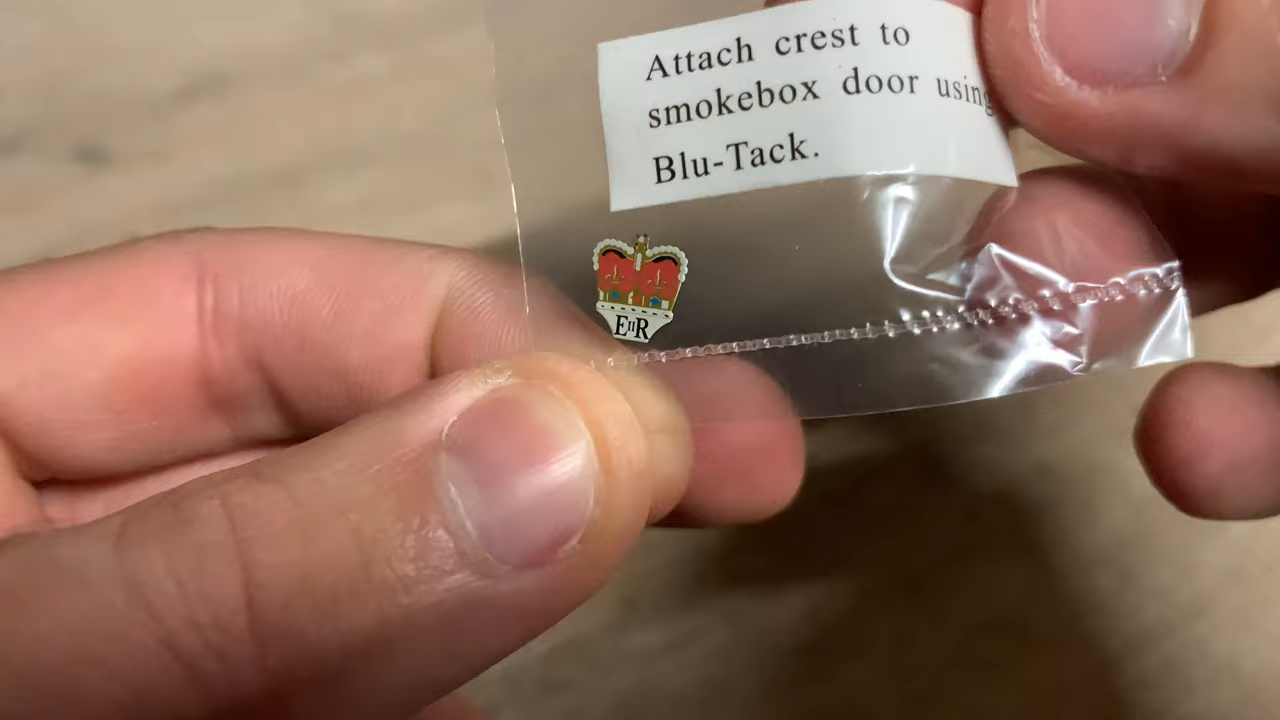 Attach crest to
smokebox door using
Blu-Tack.
EIIR